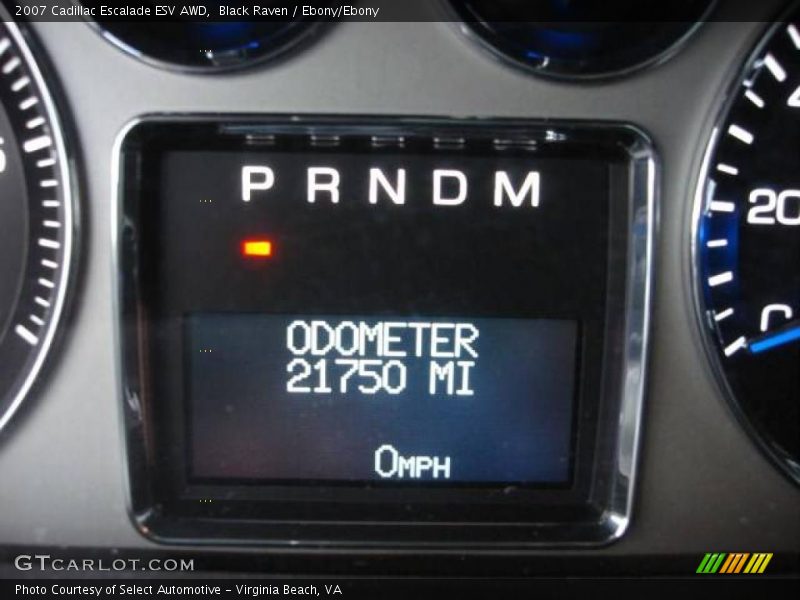 2007 Cadillac Escalade ESV AWD,  Black Raven / Ebony/Ebony
P R N D M
20
ODOMETER
21750 MI
0MPH
GTCARLOT.COM
Photo Courtesy of Select Automotive - Virginia Beach, VA